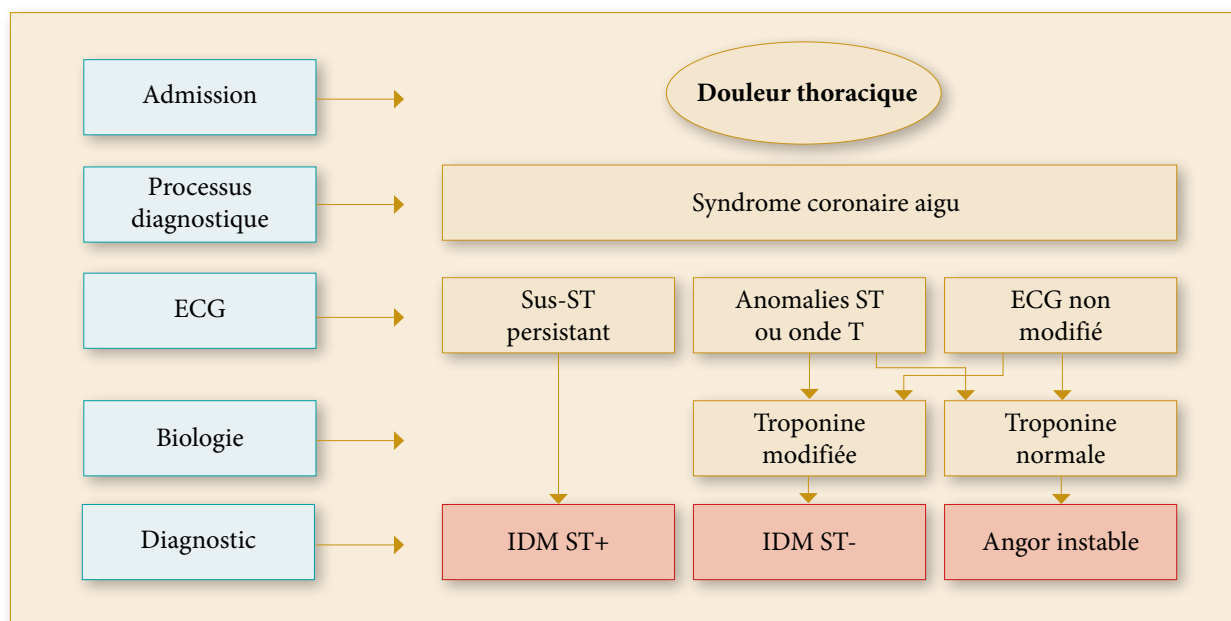 Admission
Douleur thoracique
Processus
diagnostique
Syndrome coronaire aigu
ECG
Sus-ST
persistant
Anomalies ST
ou onde T
ECG non
modifié
Biologie
Troponine
modifiée
Troponine
normale
Diagnostic
IDM ST+
IDM ST-
Angor instable